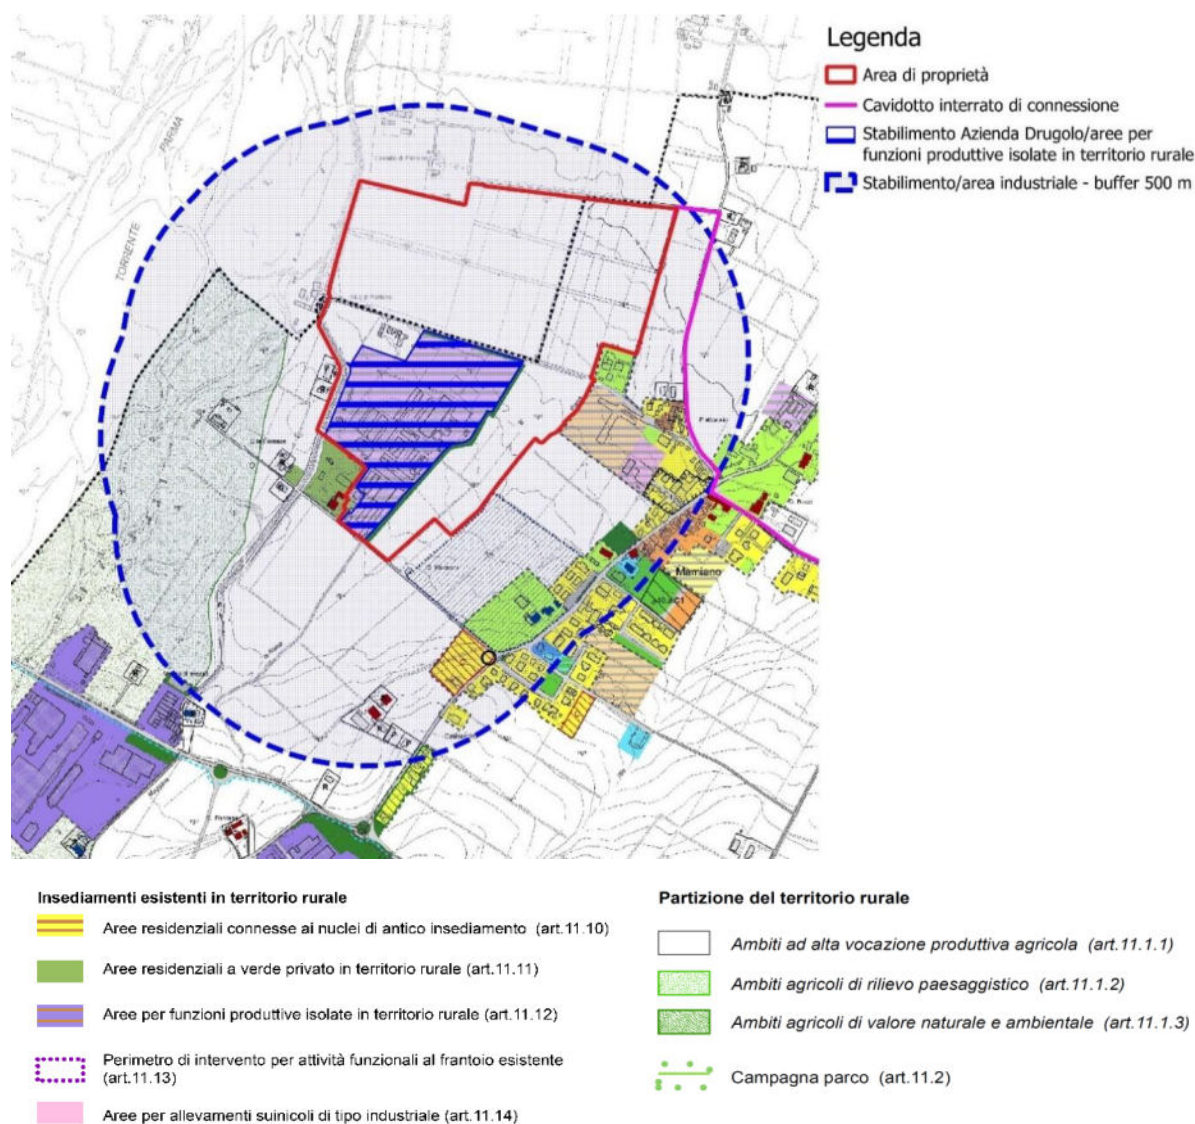 Legenda
Area di proprietà
Cavidotto interrato di connessione
Stabilimento Azienda Drugolo/aree per
funzioni produttive isolate in territorio rurale
Stabilimento/area industriale - buffer 500 m
PARMA
TORRENTE
Mamiano
Insediamenti esistenti in territorio rurale
Aree residenziali connesse ai nuclei di antico insediamento (art.11.10)
Aree residenziali a verde privato in territorio rurale (art.11.11)
Aree per funzioni produttive isolate in territorio rurale (art.11.12)
Perimetro di intervento per attività funzionali al frantoio esistente
(art.11.13)
Aree per allevamenti suinicoli di tipo industriale (art.11.14)
Partizione del territorio rurale
Ambiti ad alta vocazione produttiva agricola (art.11.1.1)
Ambiti agricoli di rilievo paesaggistico (art.11.1.2)
Ambiti agricoli di valore naturale e ambientale (art.11.1.3)
Campagna parco (art.11.2)